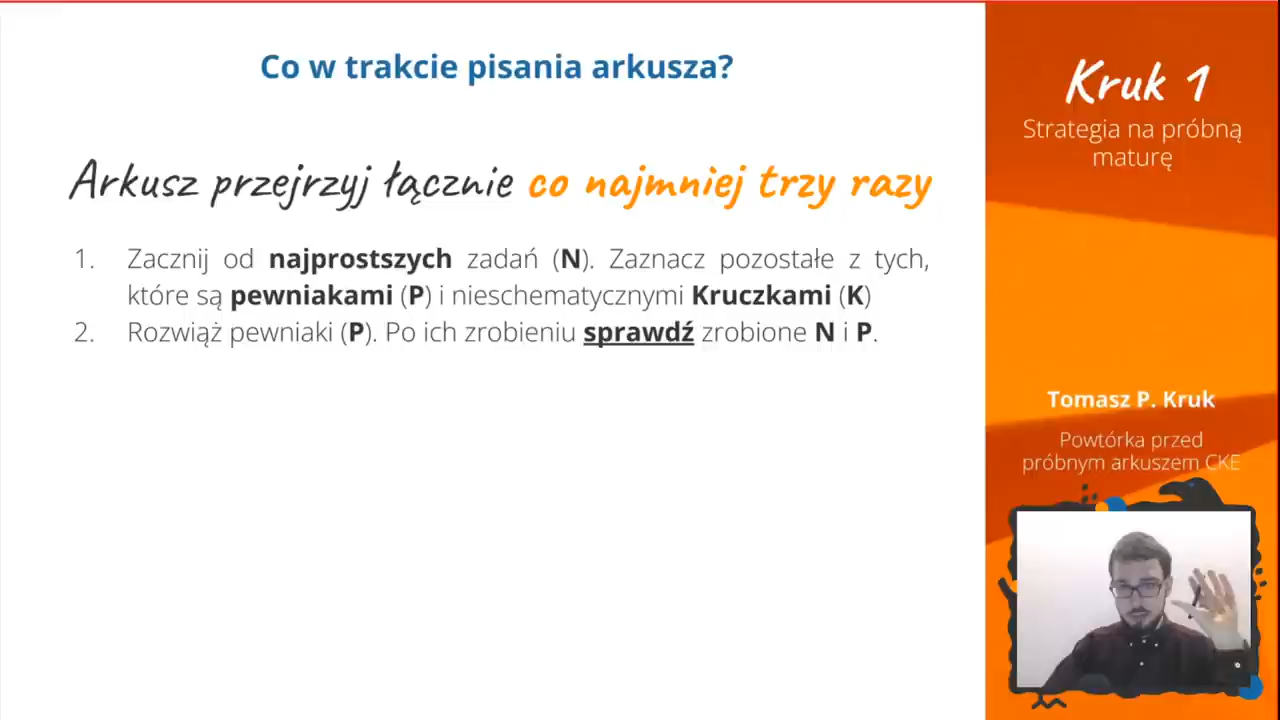 Co w trakcie pisania arkusza?
Arkusz przejrzyj łącznie co najmniej trzy razy
1. Zacznij od najprostszych zadań (N). Zaznacz pozostałe z tych,
które są pewniakami (P) i nieschematycznymi Kruczkami (K)
2. Rozwiąż pewniaki (P). Po ich zrobieniu sprawdź zrobione N i P.
Kruk 1
Strategia na próbną
maturę
Tomasz P. Kruk
Powtórka przed
próbnym arkuszem CKE